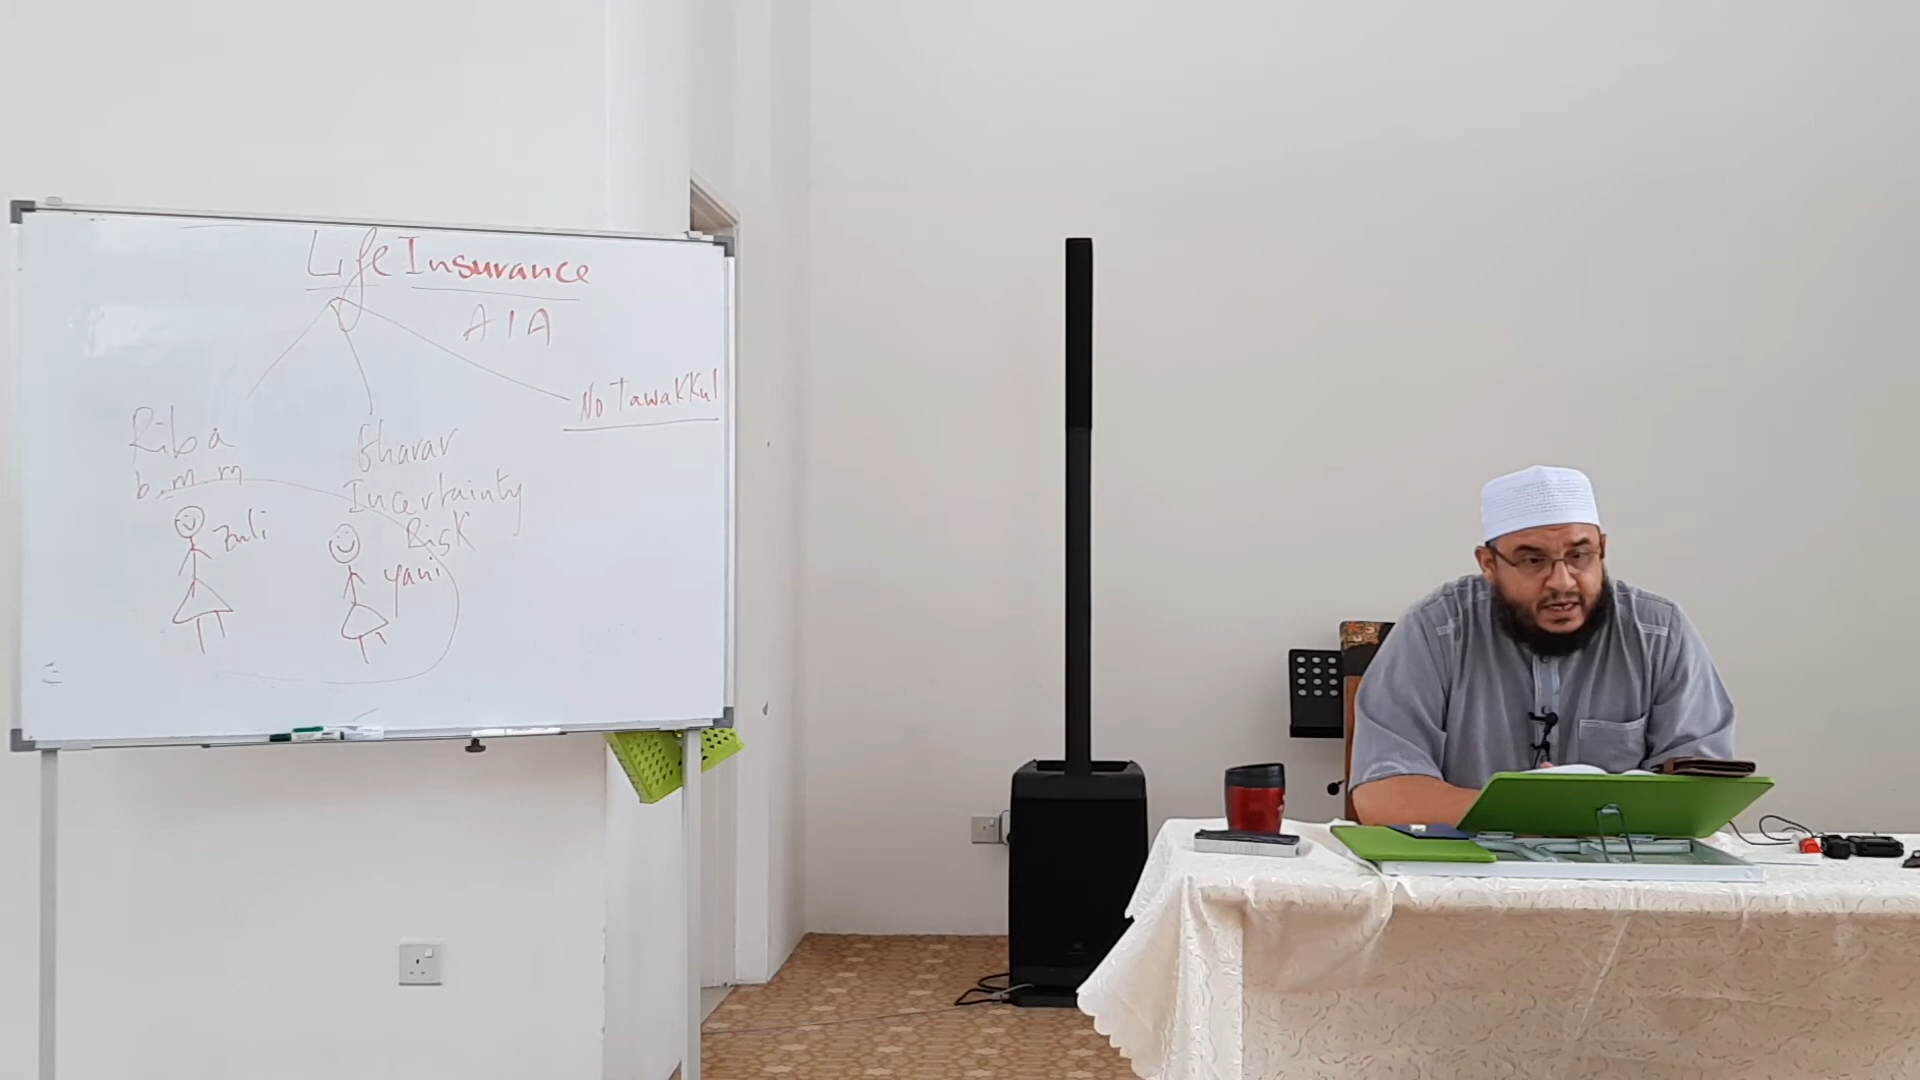 Life Insurance
AIA
No Tawakkul
Riba
Gharar
b.m.m
Incertainty
Risk
Zuli
Yani